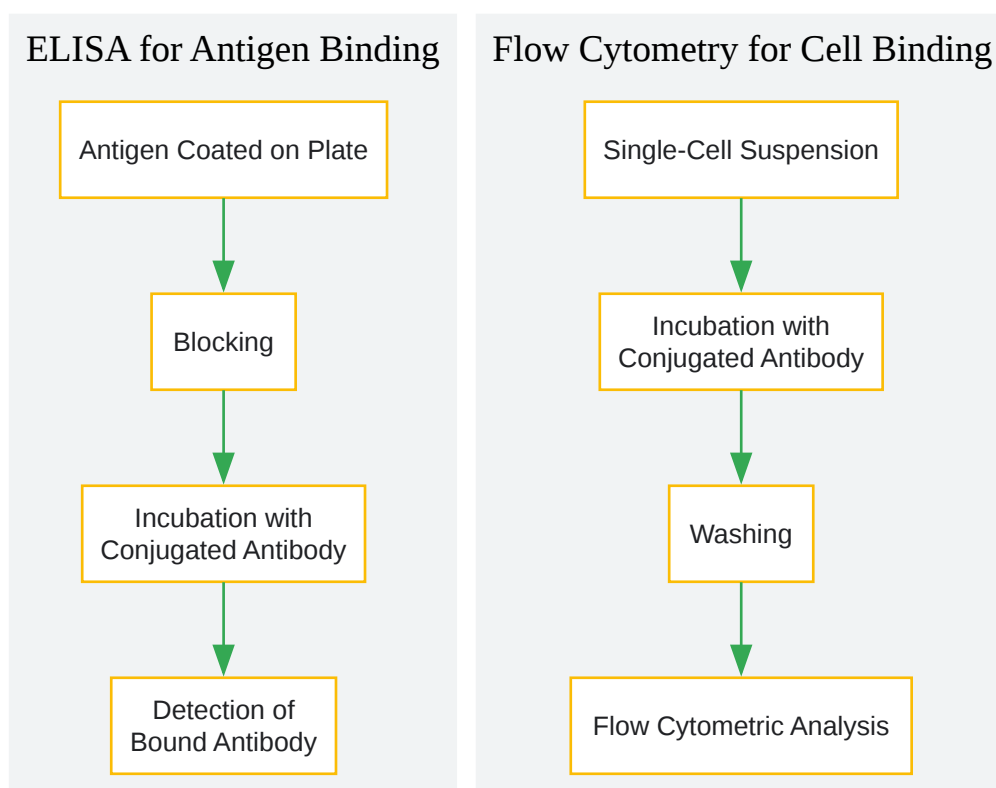 ELISA for Antigen Binding
Antigen Coated on Plate
Blocking
Incubation with
Conjugated Antibody
Detection of
Bound Antibody
Flow Cytometry for Cell Binding
Single-Cell Suspension
Incubation with
Conjugated Antibody
Washing
Flow Cytometric Analysis